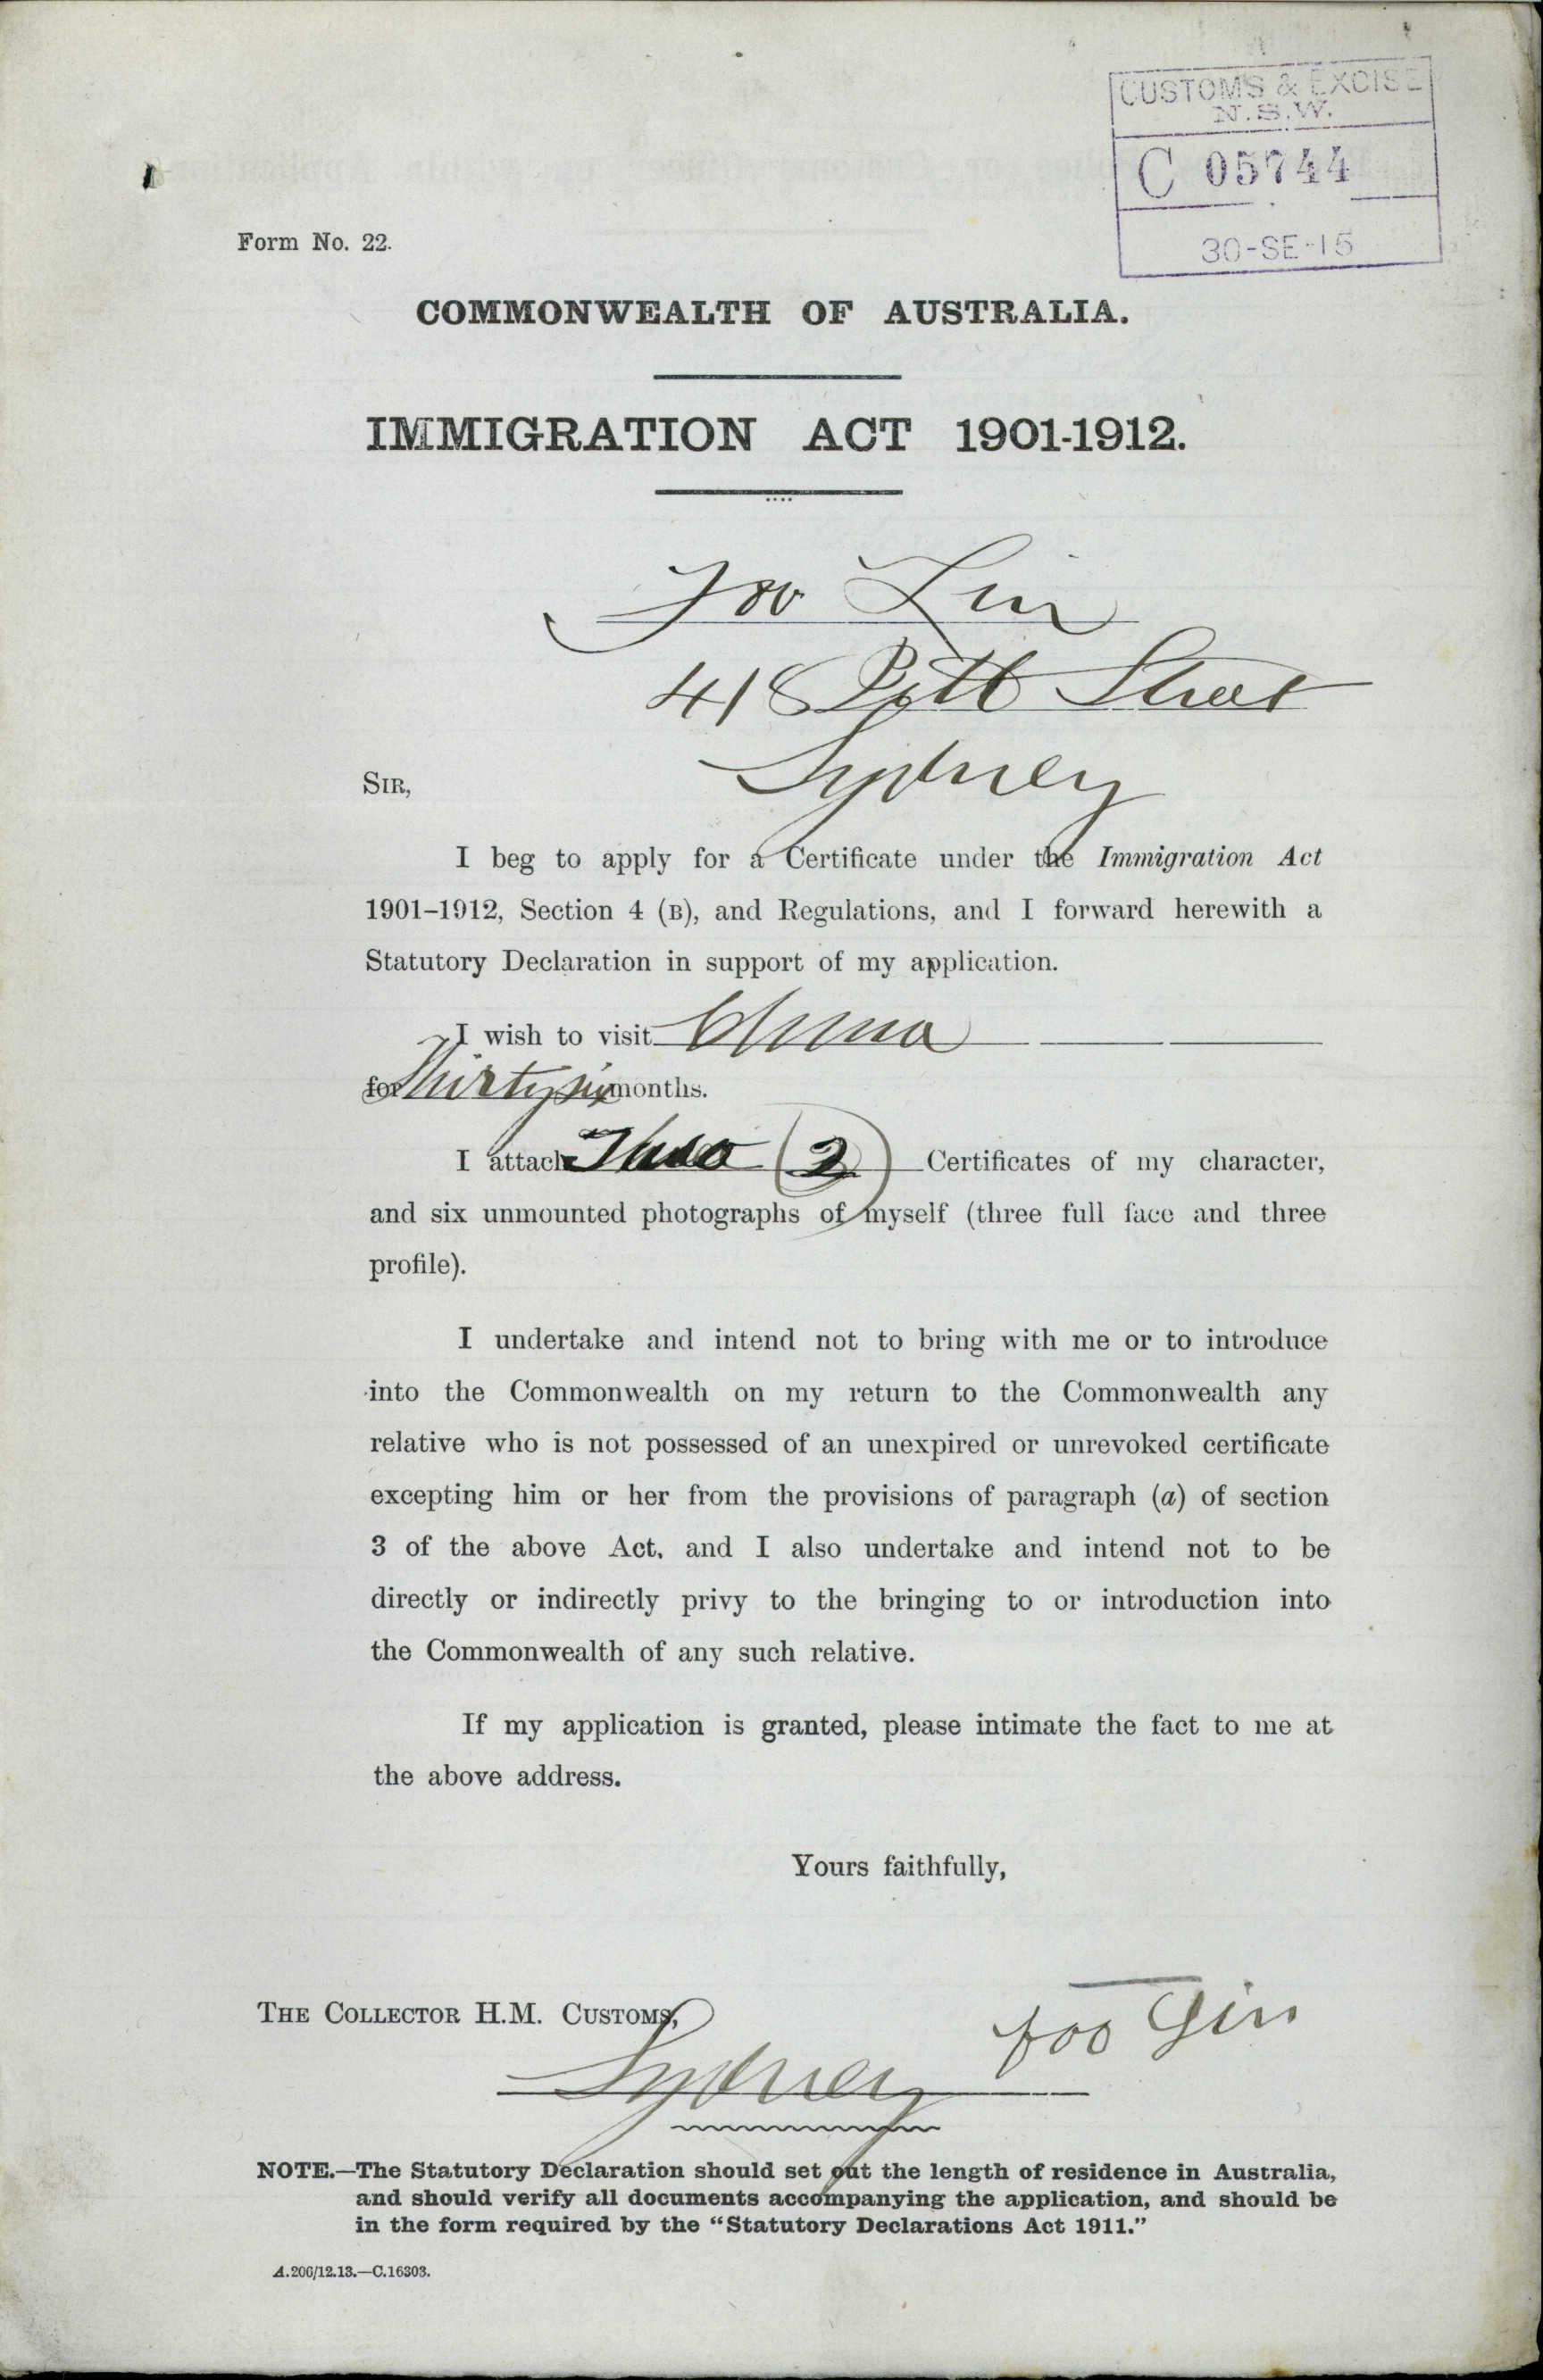 CUSTOMS & EXCISE
N.S.W.
C 05744
30-SE-15
Form No. 22.
COMMONWEALTH OF AUSTRALIA.
IMMIGRATION ACT 1901-1912.
Foo Lin
418 Pitt Street
Sydney
SIR,
I beg to apply for a Certificate under the Immigration Act
1901–1912, Section 4 (B), and Regulations, and I forward herewith a
Statutory Declaration in support of my application.
I wish to visit China
for Thirty six months.
I attach (2) Certificates of my character,
and six unmounted photographs of myself (three full face and three
profile).
I undertake and intend not to bring with me or to introduce
into the Commonwealth on my return to the Commonwealth any
relative who is not possessed of an unexpired or unrevoked certificate
excepting him or her from the provisions of paragraph (a) of section
3 of the above Act, and I also undertake and intend not to be
directly or indirectly privy to the bringing to or introduction into
the Commonwealth of any such relative.
If my application is granted, please intimate the fact to me at
the above address.
Yours faithfully,
THE COLLECTOR H.M. CUSTOMS,
Foo Lin
Sydney
NOTE.—The Statutory Declaration should set out the length of residence in Australia,
and should verify all documents accompanying the application, and should be
in the form required by the "Statutory Declarations Act 1911."
A.206/12.13.—C.16303.